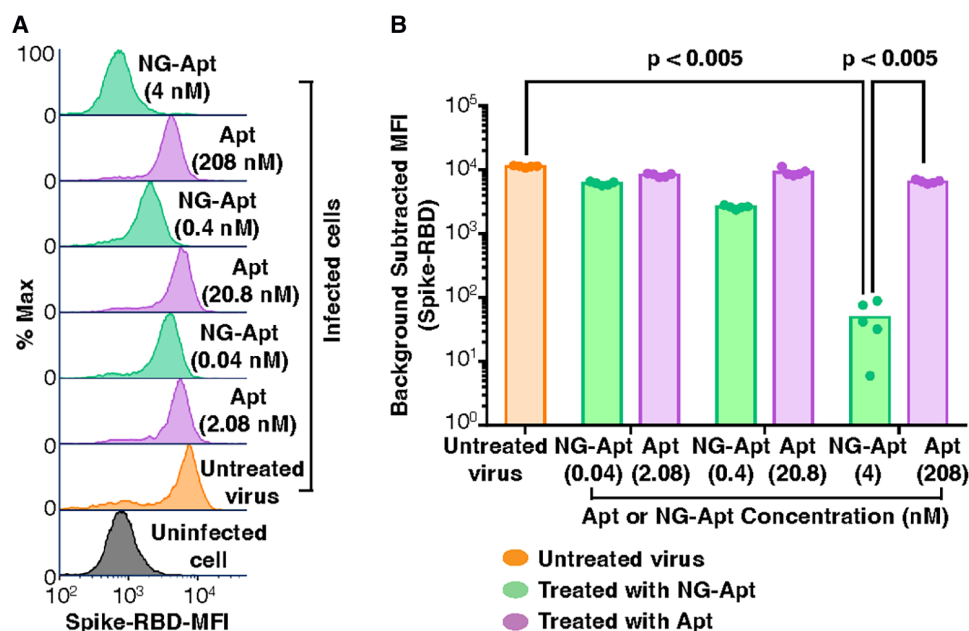 A
100
NG-Apt
(4 nM)
0
Apt
(208 nM)
0
NG-Apt
(0.4 nM)
0
Apt
(20.8 nM)
0
NG-Apt
(0.04 nM)
0
Apt
(2.08 nM)
0
Untreated
virus
0
Uninfected
cell
0
10² 10³ 10⁴
Spike-RBD-MFI
% Max
Infected cells
B
p < 0.005 p < 0.005
Background Subtracted MFI
(Spike-RBD)
10⁵
10⁴
10³
10²
10¹
10⁰
Untreated
virus
NG-Apt
(0.04)
Apt
(2.08)
NG-Apt
(0.4)
Apt
(20.8)
NG-Apt
(4)
Apt
(208)
Apt or NG-Apt Concentration (nM)
Untreated virus
Treated with NG-Apt
Treated with Apt